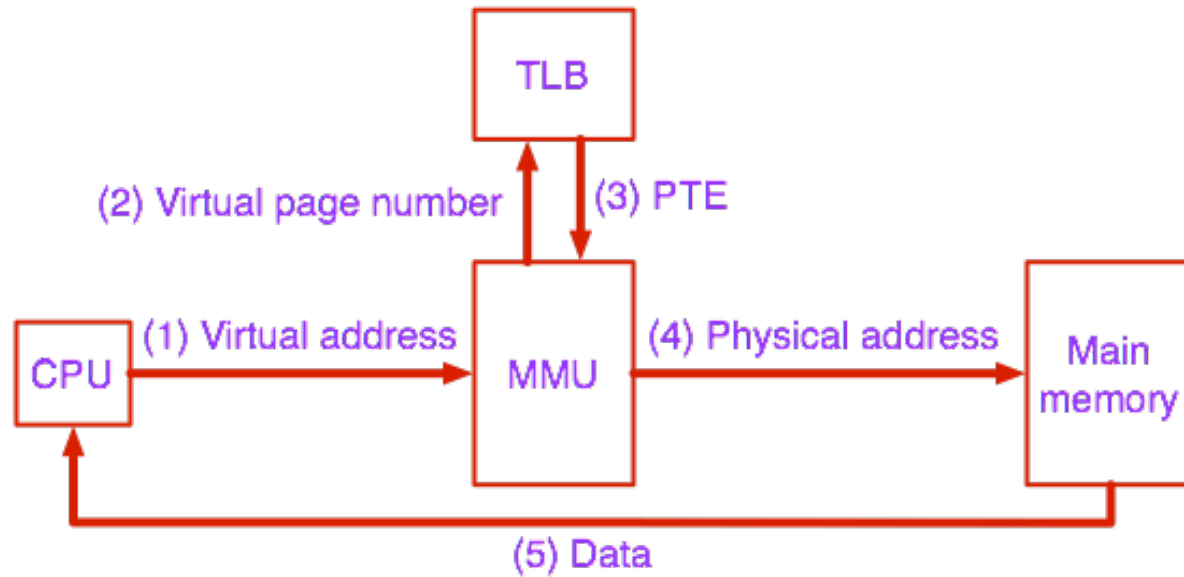 TLB
(2) Virtual page number
(3) PTE
(1) Virtual address
(4) Physical address
CPU
MMU
Main
memory
(5) Data